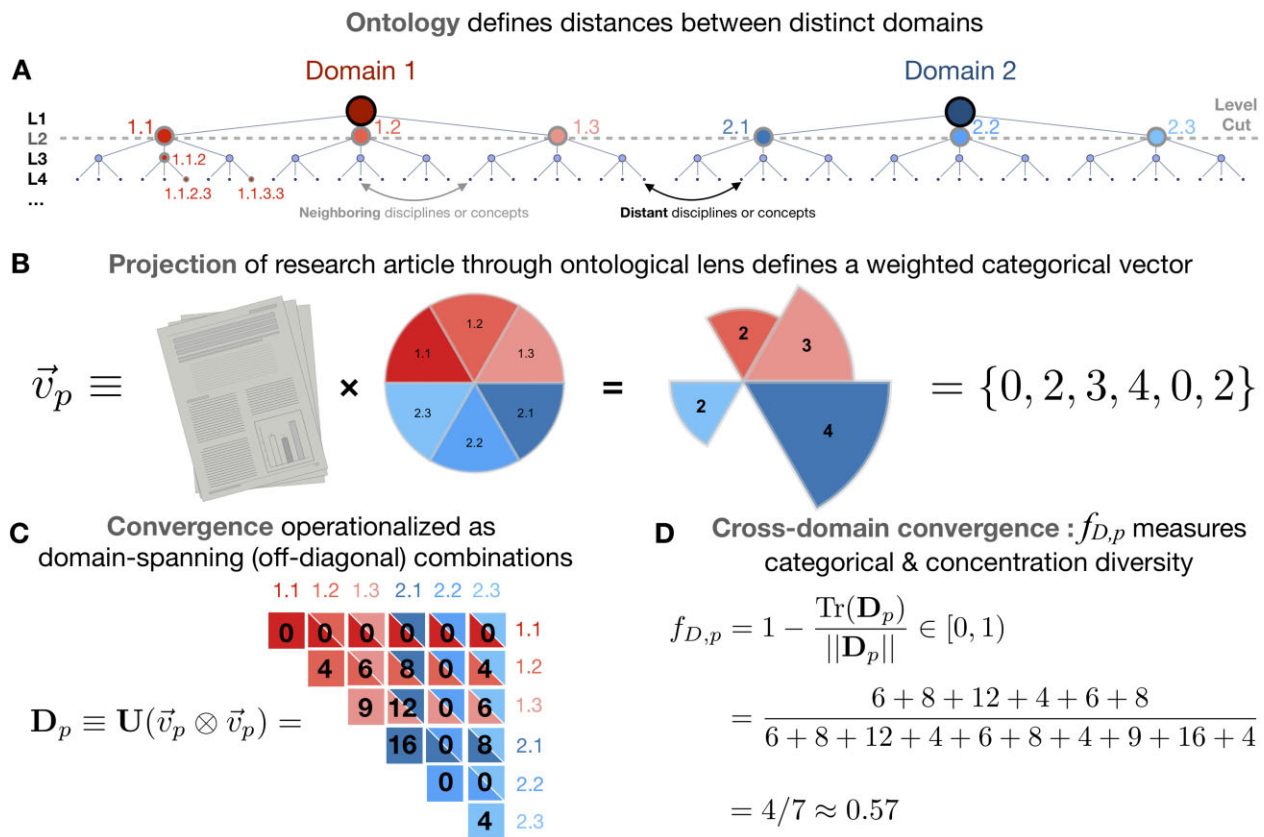 Ontology defines distances between distinct domains
A
Domain 1
Domain 2
L1
L2
L3
L4
...
1.1
1.2
1.3
2.1
2.2
2.3
Level
Cut
1.1.2
1.1.2.3
1.1.3.3
Neighboring disciplines or concepts
Distant disciplines or concepts
B
Projection of research article through ontological lens defines a weighted categorical vector
1.1
1.2
1.3
2.3
2.2
2.1
2
3
2
4
v⃗_p ≡ × = = {0, 2, 3, 4, 0, 2}
C
Convergence operationalized as
domain-spanning (off-diagonal) combinations
1.1 1.2 1.3 2.1 2.2 2.3
0 0 0 0 0 0 1.1
4 6 8 0 4 1.2
9 12 0 6 1.3
D_p ≡ U(v⃗_p ⊗ v⃗_p) =
16 0 8 2.1
0 0 2.2
4 2.3
D
Cross-domain convergence : f_{D,p} measures
categorical & concentration diversity
f_{D,p} = 1 − Tr(D_p) / ||D_p|| ∈ [0, 1)
= 6 + 8 + 12 + 4 + 6 + 8 / 6 + 8 + 12 + 4 + 6 + 8 + 4 + 9 + 16 + 4
= 4/7 ≈ 0.57